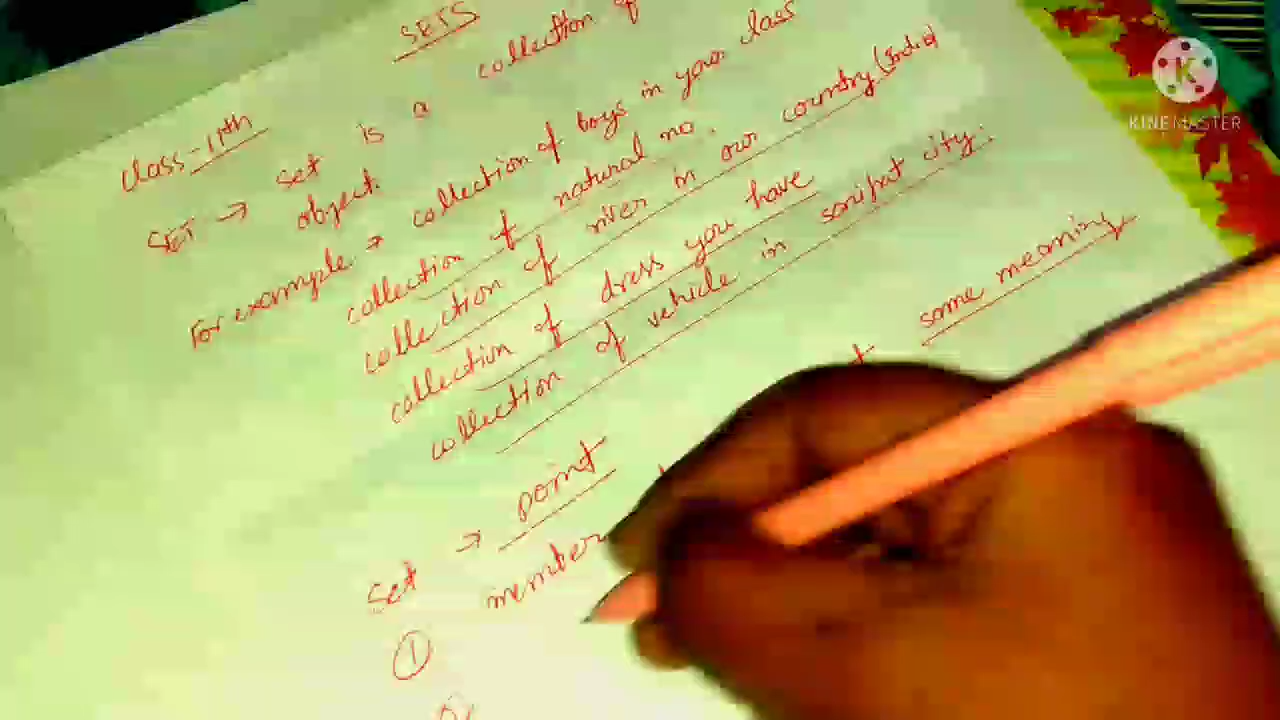 SETS
Class-11th
SET → set is a collection of
object.
For example → collection of boys in your class
collection of natural no.
collection of river in our country (India)
collection of dress you have
collection of vehicle in sonipat city.
Set → point
some meaning
member
①
KINEMASTER